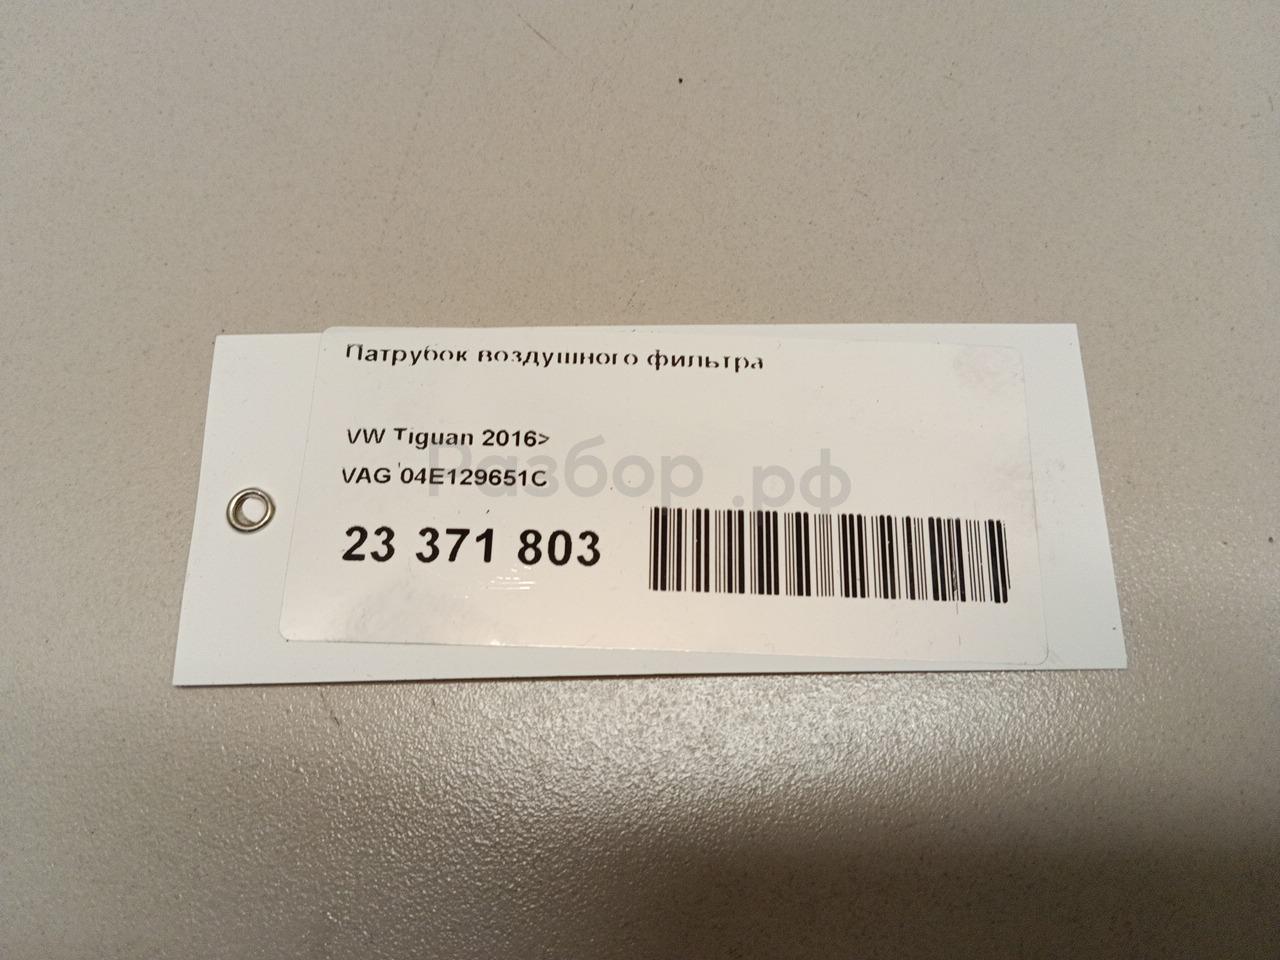 Патрубок воздушного фильтра
VW Tiguan 2016>
VAG 04E129651C
Разбор.рф
23 371 803